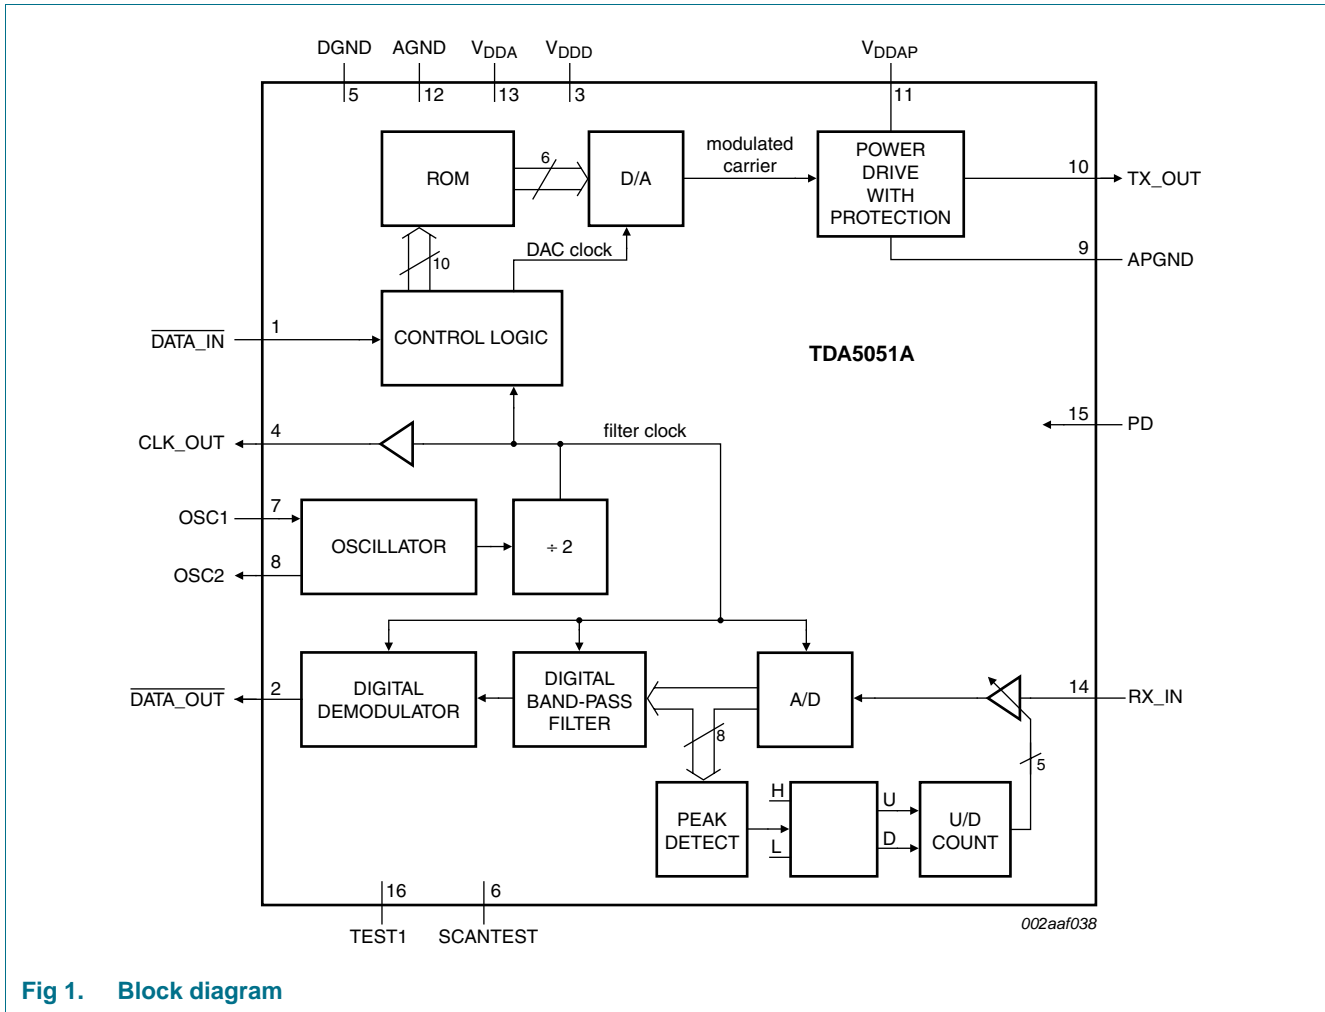 DGND AGND VDDA VDDD VDDAP
5 12 13 3 11
ROM
6
D/A
modulated
carrier
POWER
DRIVE
WITH
PROTECTION
10 TX_OUT
9 APGND
10
DAC clock
DATA_IN 1
CONTROL LOGIC
TDA5051A
15 PD
CLK_OUT 4
filter clock
OSC1 7
OSC2 8
OSCILLATOR
÷ 2
DATA_OUT 2
DIGITAL
DEMODULATOR
DIGITAL
BAND-PASS
FILTER
A/D
14 RX_IN
8
5
PEAK
DETECT
H
L
U
D
U/D
COUNT
16 6
TEST1 SCANTEST
002aaf038
Fig 1. Block diagram